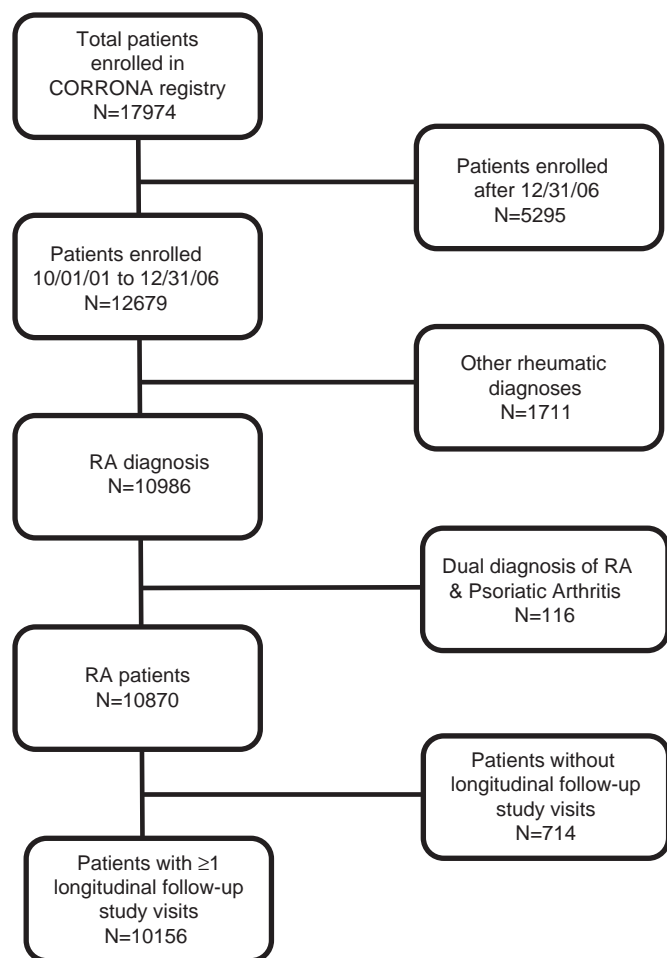 Total patients
enrolled in
CORRONA registry
N=17974
Patients enrolled
after 12/31/06
N=5295
Patients enrolled
10/01/01 to 12/31/06
N=12679
Other rheumatic
diagnoses
N=1711
RA diagnosis
N=10986
Dual diagnosis of RA
& Psoriatic Arthritis
N=116
RA patients
N=10870
Patients without
longitudinal follow-up
study visits
N=714
Patients with ≥1
longitudinal follow-up
study visits
N=10156